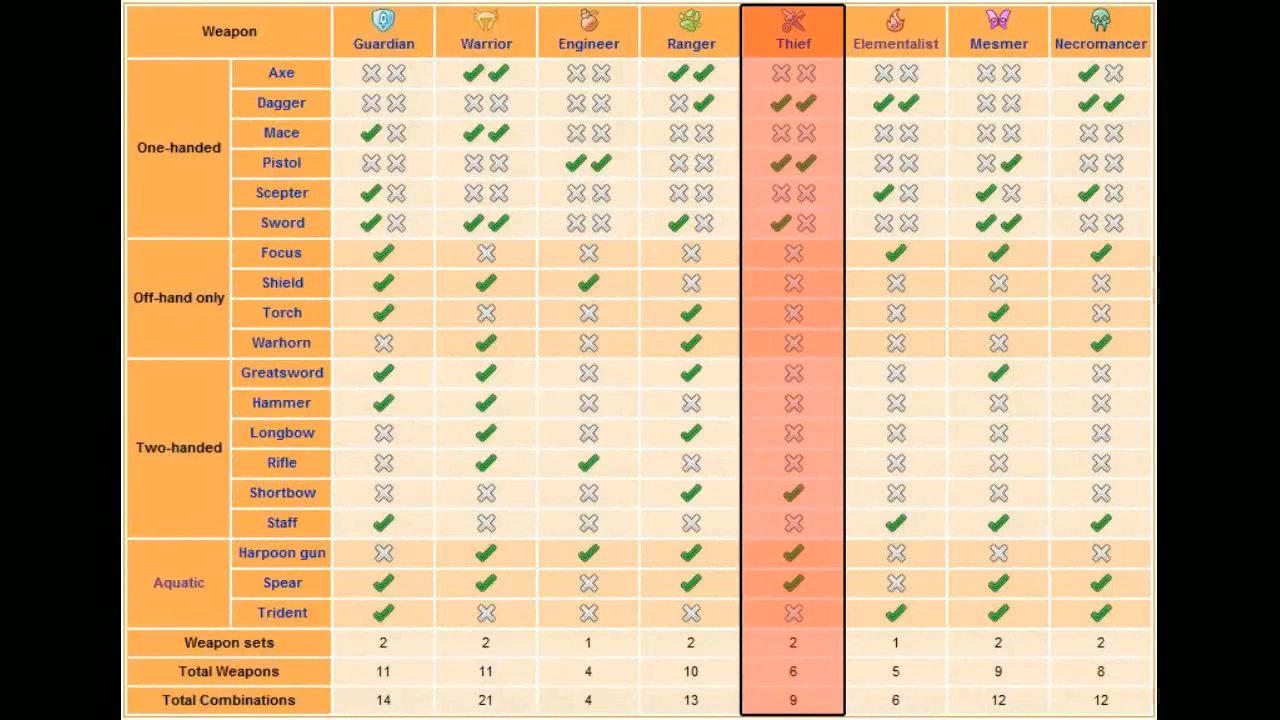 Weapon Guardian Warrior Engineer Ranger Thief Elementalist Mesmer Necromancer
One-handed
Axe
Dagger
Mace
Pistol
Scepter
Sword
Off-hand only
Focus
Shield
Torch
Warhorn
Two-handed
Greatsword
Hammer
Longbow
Rifle
Shortbow
Staff
Aquatic
Harpoon gun
Spear
Trident
Weapon sets 2 2 1 2 2 1 2 2
Total Weapons 11 11 4 10 6 5 9 8
Total Combinations 14 21 4 13 9 6 12 12